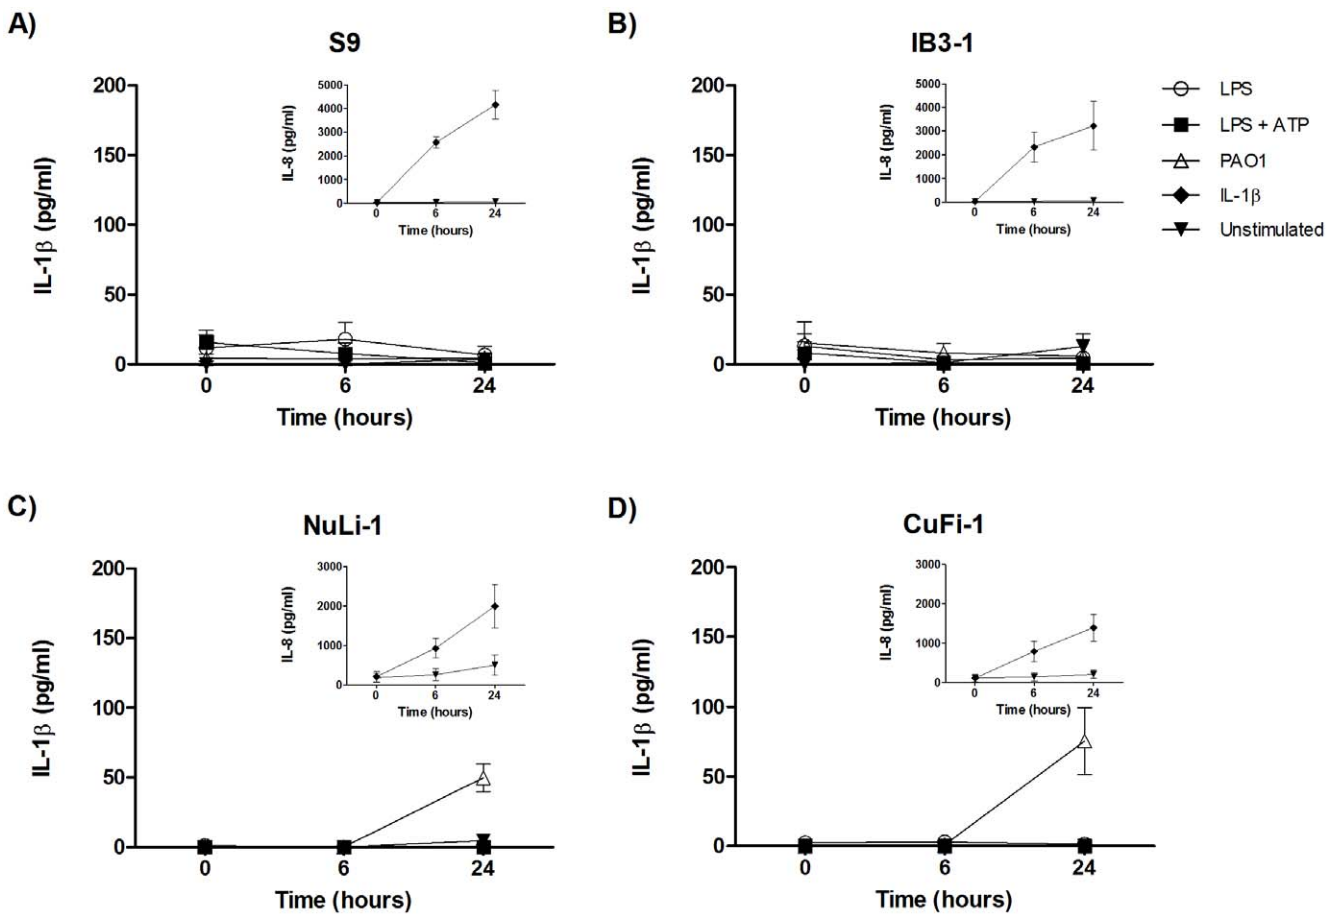 A)
S9
IL-1β (pg/ml)
200
150
100
50
0
0 6 24
Time (hours)
IL-8 (pg/ml)
5000
4000
3000
2000
1000
0
0 6 24
Time (hours)
B)
IB3-1
IL-1β (pg/ml)
200
150
100
50
0
0 6 24
Time (hours)
IL-8 (pg/ml)
5000
4000
3000
2000
1000
0
0 6 24
Time (hours)
LPS
LPS + ATP
PAO1
IL-1β
Unstimulated
C)
NuLi-1
IL-1β (pg/ml)
200
150
100
50
0
0 6 24
Time (hours)
IL-8 (pg/ml)
3000
2000
1000
0
0 6 24
Time (hours)
D)
CuFi-1
IL-1β (pg/ml)
200
150
100
50
0
0 6 24
Time (hours)
IL-8 (pg/ml)
3000
2000
1000
0
0 6 24
Time (hours)